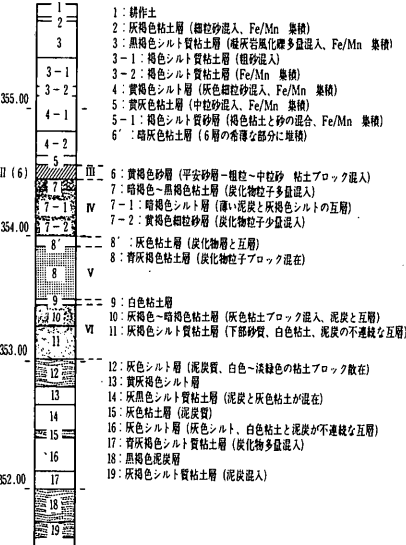 1
2
3
3-1
3-2
355.00
4-1
4-2
5
II (6)
III
7
7-1
IV
7-2
354.00
8´
8
V
9
10
VI
11
353.00
12
13
14
15
16
17
352.00
18
19
1:耕作土
2:灰褐色粘土層 (細粒砂混入、Fe/Mn 集積)
3:黒褐色シルト質粘土層 (凝灰岩風化礫多量混入、Fe/Mn 集積)
3-1:褐色シルト質粘土層 (粗砂混入)
3-2:褐色シルト質粘土層 (Fe/Mn 集積)
4:黄褐色シルト層 (灰色細粒砂混入、Fe/Mn 集積)
5:黄灰色粘土層 (中粒砂混入、Fe/Mn 集積)
5-1:褐色シルト質砂層 (褐粘土と砂の混合、Fe/Mn 集積)
6´:暗灰色粘土層 (6層の希薄な部分に堆積)
6:黄褐色砂層 (平安砂層-粗粒~中粒砂 粘土ブロック混入)
7:暗褐色~黒褐色粘土層 (炭化物粒子多量混入)
7-1:暗褐色シルト層 (薄い泥炭と灰褐色シルトの互層)
7-2:黄褐色細粒砂層 (炭化物粒子少量混入)
8´:灰色粘土層 (炭化物層と互層)
8:青灰褐色粘土層 (炭化物粒子ブロック混在)
9:白色粘土層
10:灰褐色~暗褐色粘土層 (灰色粘土ブロック混入、泥炭と互層)
11:灰褐色シルト質粘土層 (下部砂質、白色粘土、泥炭の不連続な互層)
12:灰色シルト層 (泥炭質、白色~淡緑色の粘土ブロック散在)
13:黄灰褐色シルト層
14:灰黒色シルト質粘土層 (泥炭と灰色粘土が混在)
15:灰色粘土層 (泥炭質)
16:灰色シルト層 (灰色シルト、白色粘土と泥炭が不連続な互層)
17:青灰褐色シルト質粘土層 (炭化物多量混入)
18:黒褐色泥炭層
19:灰褐色シルト質粘土層 (泥炭混入)